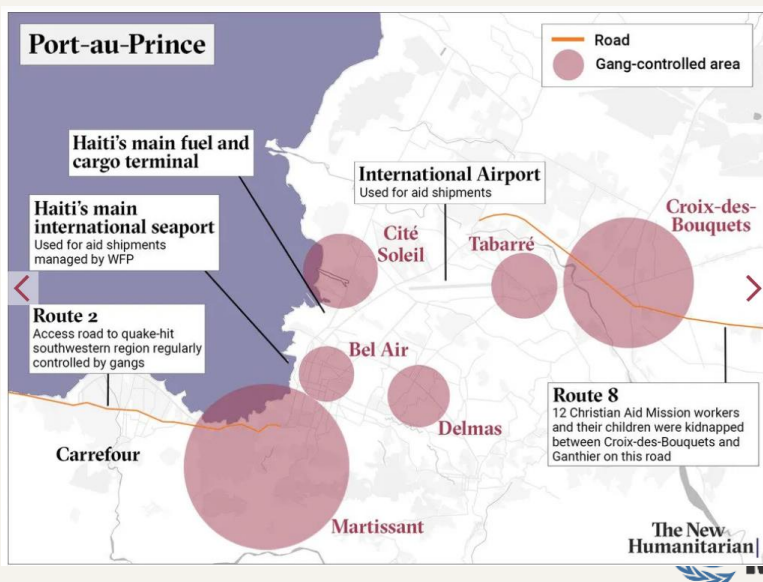 Port-au-Prince
Road
Gang-controlled area
Haiti's main fuel and
cargo terminal
International Airport
Used for aid shipments
Haiti's main
international seaport
Used for aid shipments
managed by WFP
Croix-des-
Bouquets
Cité
Soleil
Tabarré
Route 2
Access road to quake-hit
southwestern region regularly
controlled by gangs
Bel Air
Delmas
Route 8
12 Christian Aid Mission workers
and their children were kidnapped
between Croix-des-Bouquets and
Ganthier on this road
Carrefour
Martissant
The New
Humanitarian